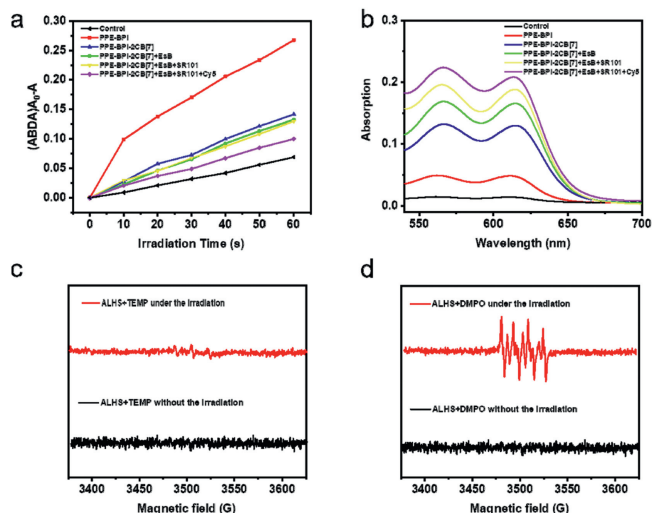 a
Control
PPE-BPI
PPE-BPI-2CB[7]
PPE-BPI-2CB[7]+EsB
PPE-BPI-2CB[7]+EsB+SR101
PPE-BPI-2CB[7]+EsB+SR101+Cy5
(ABDA)A₀-A
0.30
0.25
0.20
0.15
0.10
0.05
0.00
0 10 20 30 40 50 60
Irradiation Time (s)
b
Control
PPE-BPI
PPE-BPI-2CB[7]
PPE-BPI-2CB[7]+EsB
PPE-BPI-2CB[7]+EsB+SR101
PPE-BPI-2CB[7]+EsB+SR101+Cy5
Absorption
0.3
0.2
0.1
0.0
550 600 650 700
Wavelength (nm)
c
ALHS+TEMP under the Irradiation
ALHS+TEMP without the Irradiation
3400 3450 3500 3550 3600
Magnetic field (G)
d
ALHS+DMPO under the Irradiation
ALHS+DMPO without the Irradiation
3400 3450 3500 3550 3600
Magnetic field (G)